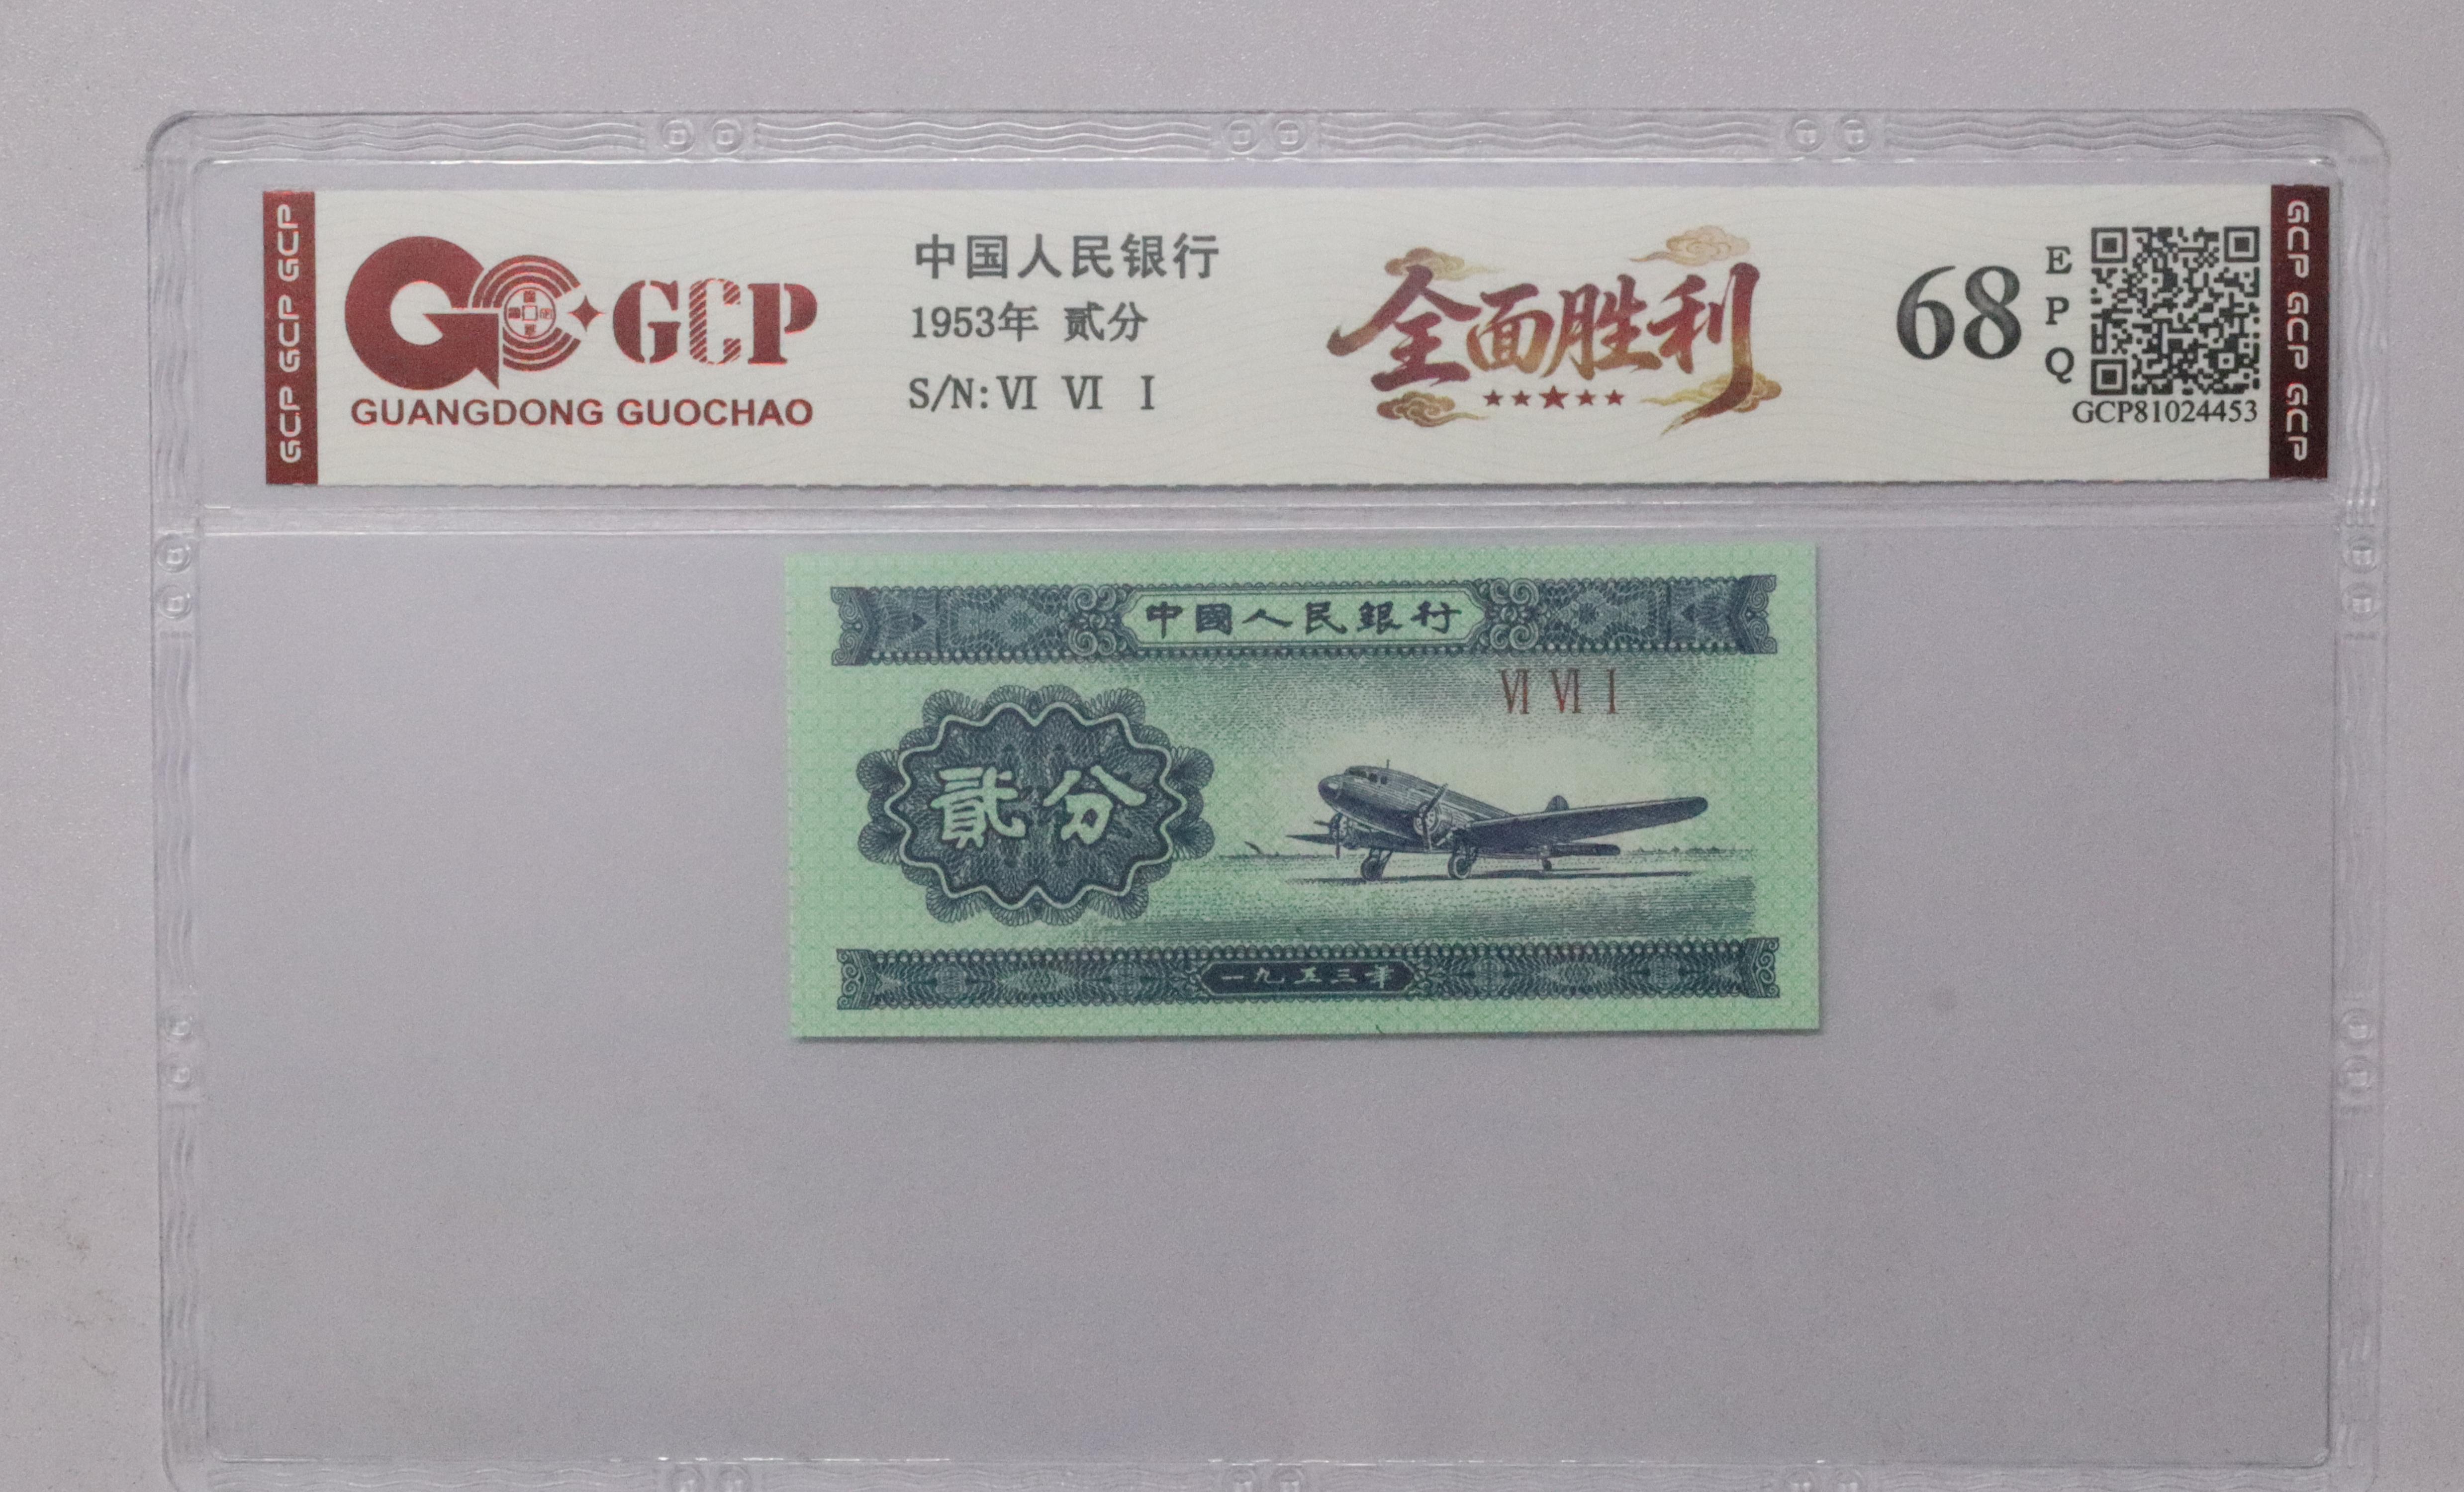 GCP GCP GCP
GCP
GUANGDONG GUOCHAO
中国人民银行
1953年 贰分
S/N: VI VI I
全面胜利
68
E
P
Q
GCP81024453
GCP GCP GCP
中國人民銀行
VI VI I
貳分
一九五三年